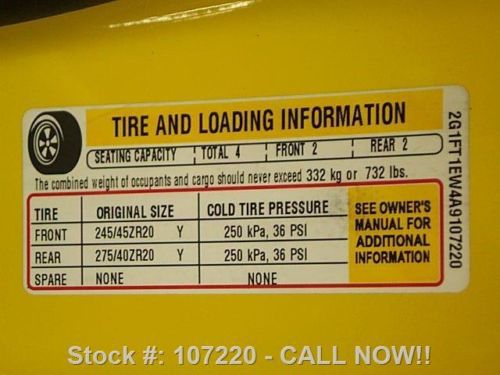 TIRE AND LOADING INFORMATION
SEATING CAPACITY TOTAL 4 FRONT 2 REAR 2
The combined weight of occupants and cargo should never exceed 332 kg or 732 lbs.
TIRE ORIGINAL SIZE COLD TIRE PRESSURE
FRONT 245/45ZR20 Y 250 kPa, 36 PSI
REAR 275/40ZR20 Y 250 kPa, 36 PSI
SPARE NONE NONE
SEE OWNER'S
MANUAL FOR
ADDITIONAL
INFORMATION
2G1FT1EW4A9107220
Stock #: 107220 - CALL NOW!!